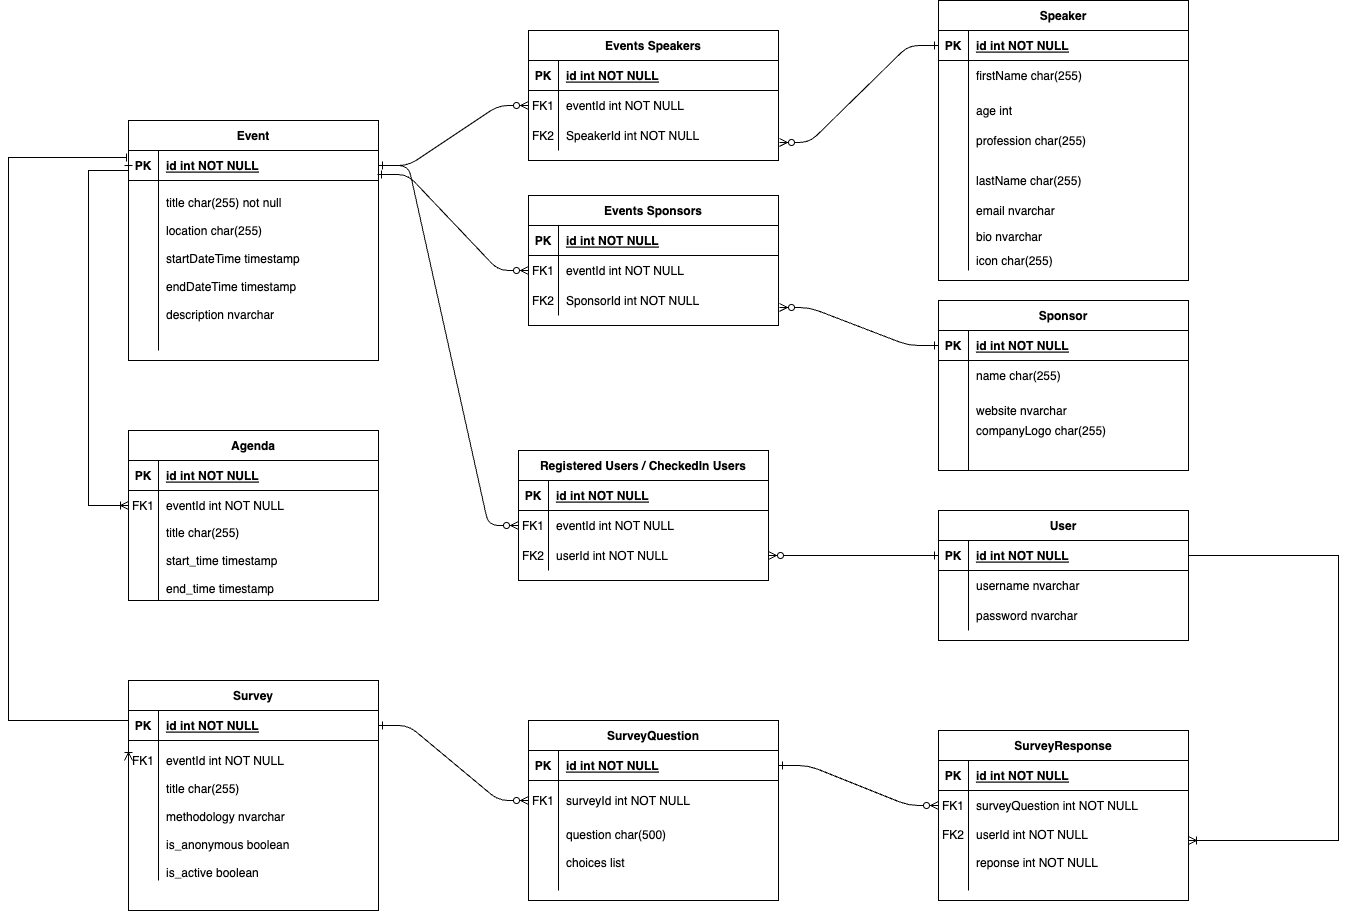 Event
PK id int NOT NULL
title char(255) not null
location char(255)
startDateTime timestamp
endDateTime timestamp
description nvarchar
Agenda
PK id int NOT NULL
FK1 eventId int NOT NULL
title char(255)
start_time timestamp
end_time timestamp
Survey
PK id int NOT NULL
FK1 eventId int NOT NULL
title char(255)
methodology nvarchar
is_anonymous boolean
is_active boolean
Events Speakers
PK id int NOT NULL
FK1 eventId int NOT NULL
FK2 SpeakerId int NOT NULL
Events Sponsors
PK id int NOT NULL
FK1 eventId int NOT NULL
FK2 SponsorId int NOT NULL
Registered Users / CheckedIn Users
PK id int NOT NULL
FK1 eventId int NOT NULL
FK2 userId int NOT NULL
SurveyQuestion
PK id int NOT NULL
FK1 surveyId int NOT NULL
question char(500)
choices list
Speaker
PK id int NOT NULL
firstName char(255)
age int
profession char(255)
lastName char(255)
email nvarchar
bio nvarchar
icon char(255)
Sponsor
PK id int NOT NULL
name char(255)
website nvarchar
companyLogo char(255)
User
PK id int NOT NULL
username nvarchar
password nvarchar
SurveyResponse
PK id int NOT NULL
FK1 surveyQuestion int NOT NULL
FK2 userId int NOT NULL
reponse int NOT NULL